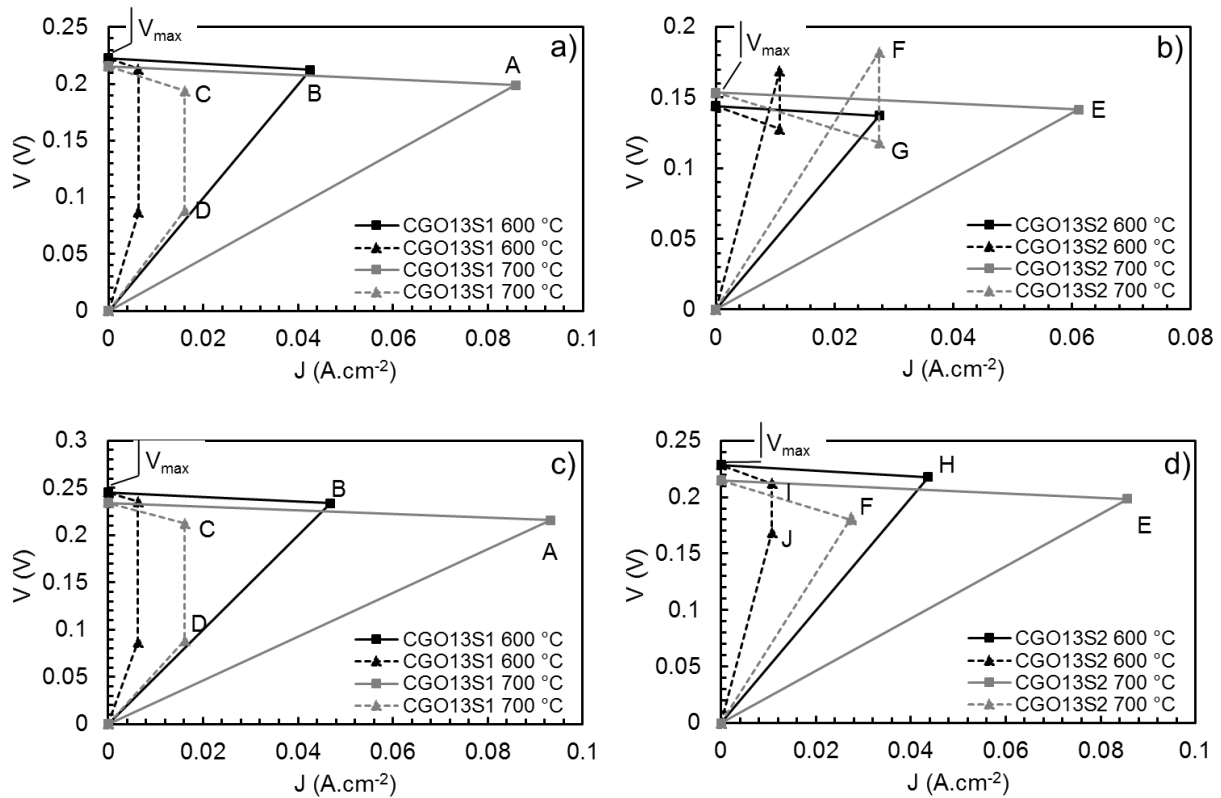 a)
V (V)
0.25
0.2
0.15
0.1
0.05
0
Vmax
A
B
C
D
CGO13S1 600 °C
CGO13S1 600 °C
CGO13S1 700 °C
CGO13S1 700 °C
0 0.02 0.04 0.06 0.08 0.1
J (A.cm-2)
b)
V (V)
0.2
0.15
0.1
0.05
0
Vmax
F
E
G
CGO13S2 600 °C
CGO13S2 600 °C
CGO13S2 700 °C
CGO13S2 700 °C
0 0.02 0.04 0.06 0.08
J (A.cm-2)
c)
V (V)
0.3
0.25
0.2
0.15
0.1
0.05
0
Vmax
B
C
A
D
CGO13S1 600 °C
CGO13S1 600 °C
CGO13S1 700 °C
CGO13S1 700 °C
0 0.02 0.04 0.06 0.08 0.1
J (A.cm-2)
d)
V (V)
0.25
0.2
0.15
0.1
0.05
0
Vmax
H
I
F
E
J
CGO13S2 600 °C
CGO13S2 600 °C
CGO13S2 700 °C
CGO13S2 700 °C
0 0.02 0.04 0.06 0.08 0.1
J (A.cm-2)